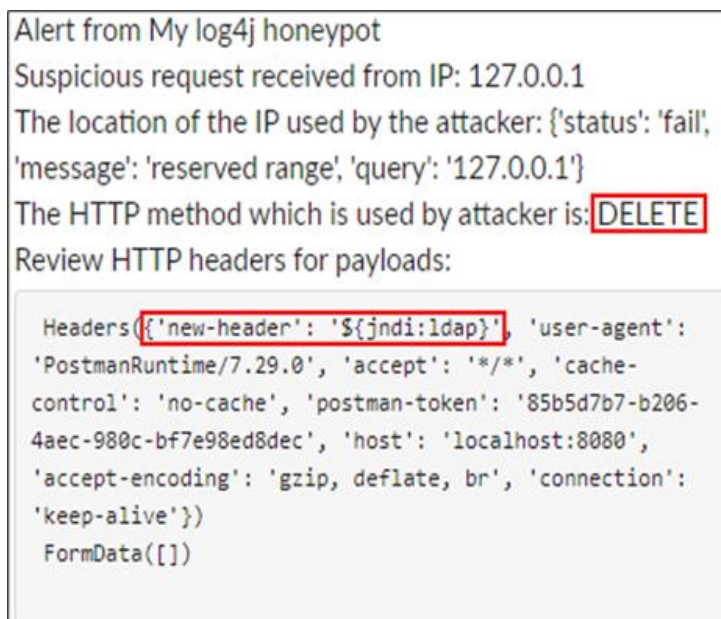 Alert from My log4j honeypot
Suspicious request received from IP: 127.0.0.1
The location of the IP used by the attacker: {'status': 'fail',
'message': 'reserved range', 'query': '127.0.0.1'}
The HTTP method which is used by attacker is: DELETE
Review HTTP headers for payloads:
Headers({'new-header': '${jndi:ldap}', 'user-agent':
'PostmanRuntime/7.29.0', 'accept': '*/*', 'cache-
control': 'no-cache', 'postman-token': '85b5d7b7-b206-
4aec-980c-bf7e98ed8dec', 'host': 'localhost:8080',
'accept-encoding': 'gzip, deflate, br', 'connection':
'keep-alive'})
FormData([])